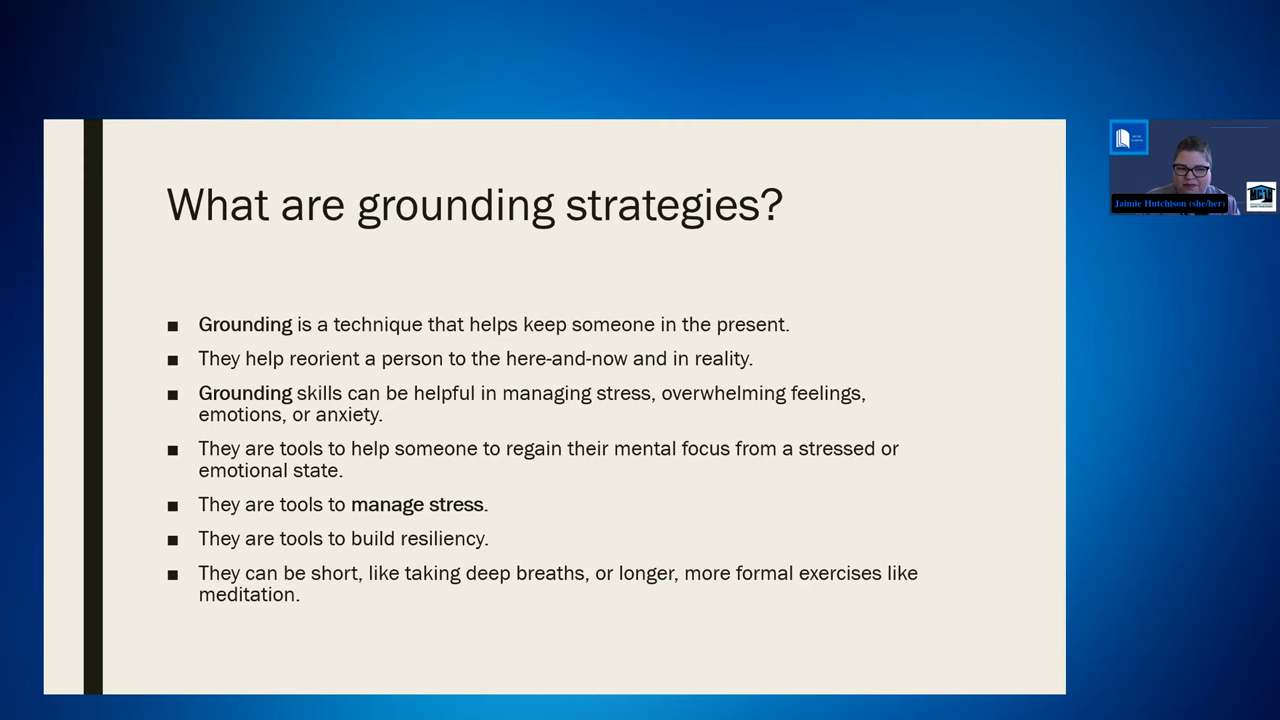 What are grounding strategies?
■ Grounding is a technique that helps keep someone in the present.
■ They help reorient a person to the here-and-now and in reality.
■ Grounding skills can be helpful in managing stress, overwhelming feelings,
emotions, or anxiety.
■ They are tools to help someone to regain their mental focus from a stressed or
emotional state.
■ They are tools to manage stress.
■ They are tools to build resiliency.
■ They can be short, like taking deep breaths, or longer, more formal exercises like
meditation.
Jaimie Hutchison (she/her)